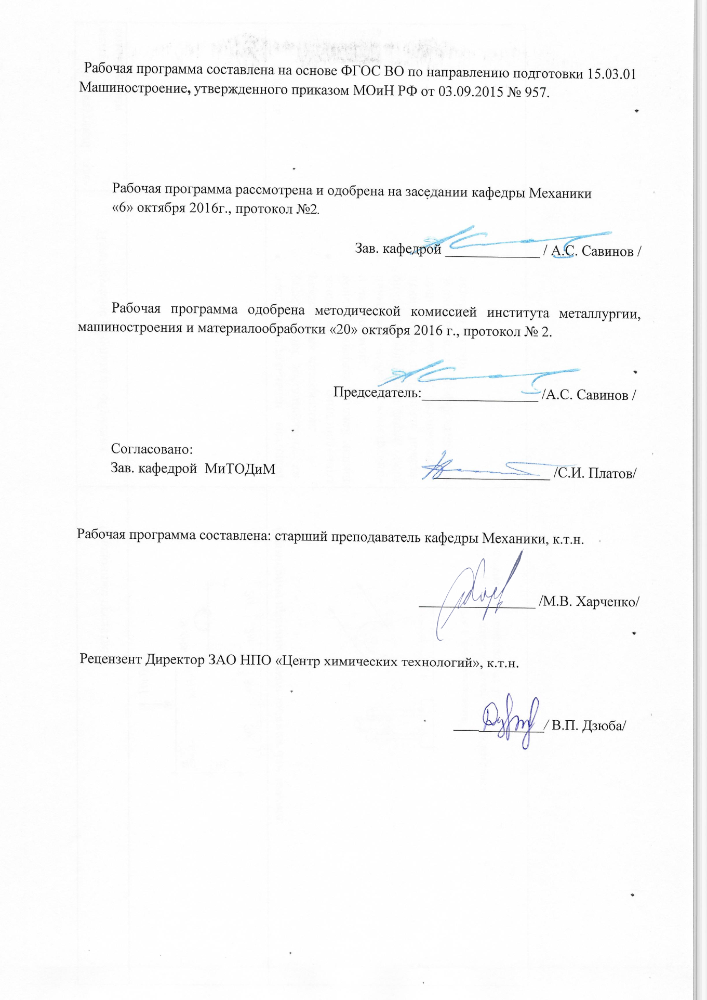 Рабочая программа составлена на основе ФГОС ВО по направлению подготовки 15.03.01
Машиностроение, утвержденного приказом МОиН РФ от 03.09.2015 № 957.
Рабочая программа рассмотрена и одобрена на заседании кафедры Механики
«6» октября 2016г., протокол №2.
Зав. кафедрой _____________ / А.С. Савинов /
Рабочая программа одобрена методической комиссией института металлургии,
машиностроения и материалообработки «20» октября 2016 г., протокол № 2.
Председатель:________________ /А.С. Савинов /
Согласовано:
Зав. кафедрой МиТОДиМ ________________ /С.И. Платов/
Рабочая программа составлена: старший преподаватель кафедры Механики, к.т.н.
________________ /М.В. Харченко/
Рецензент Директор ЗАО НПО «Центр химических технологий», к.т.н.
_____________/ В.П. Дзюба/